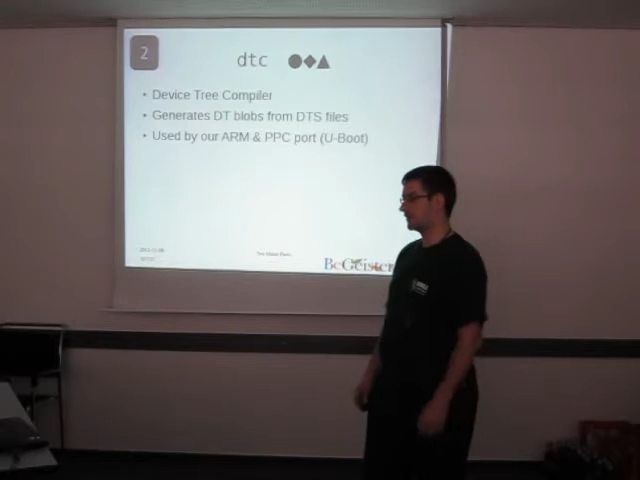 2
dtc
• Device Tree Compiler
• Generates DT blobs from DTS files
• Used by our ARM & PPC port (U-Boot)
BeGeistert